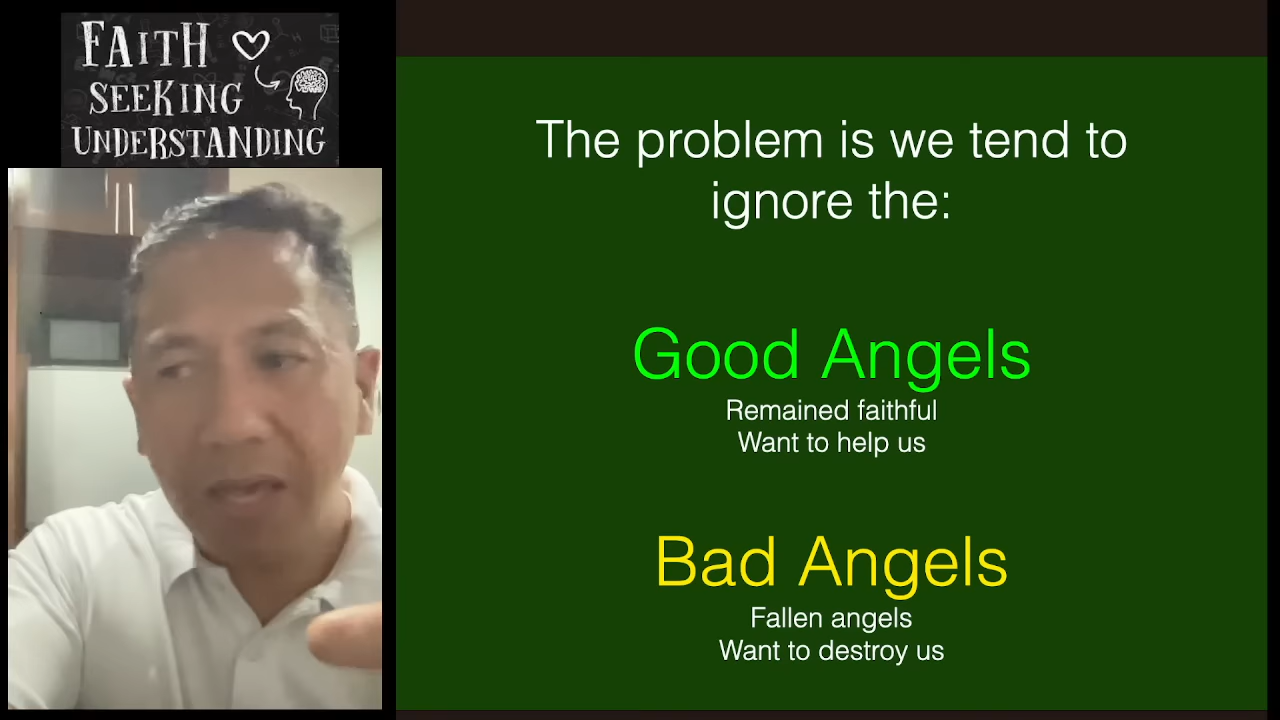 FAITH
SEEKING
UNDERSTANDING
The problem is we tend to
ignore the:
Good Angels
Remained faithful
Want to help us
Bad Angels
Fallen angels
Want to destroy us